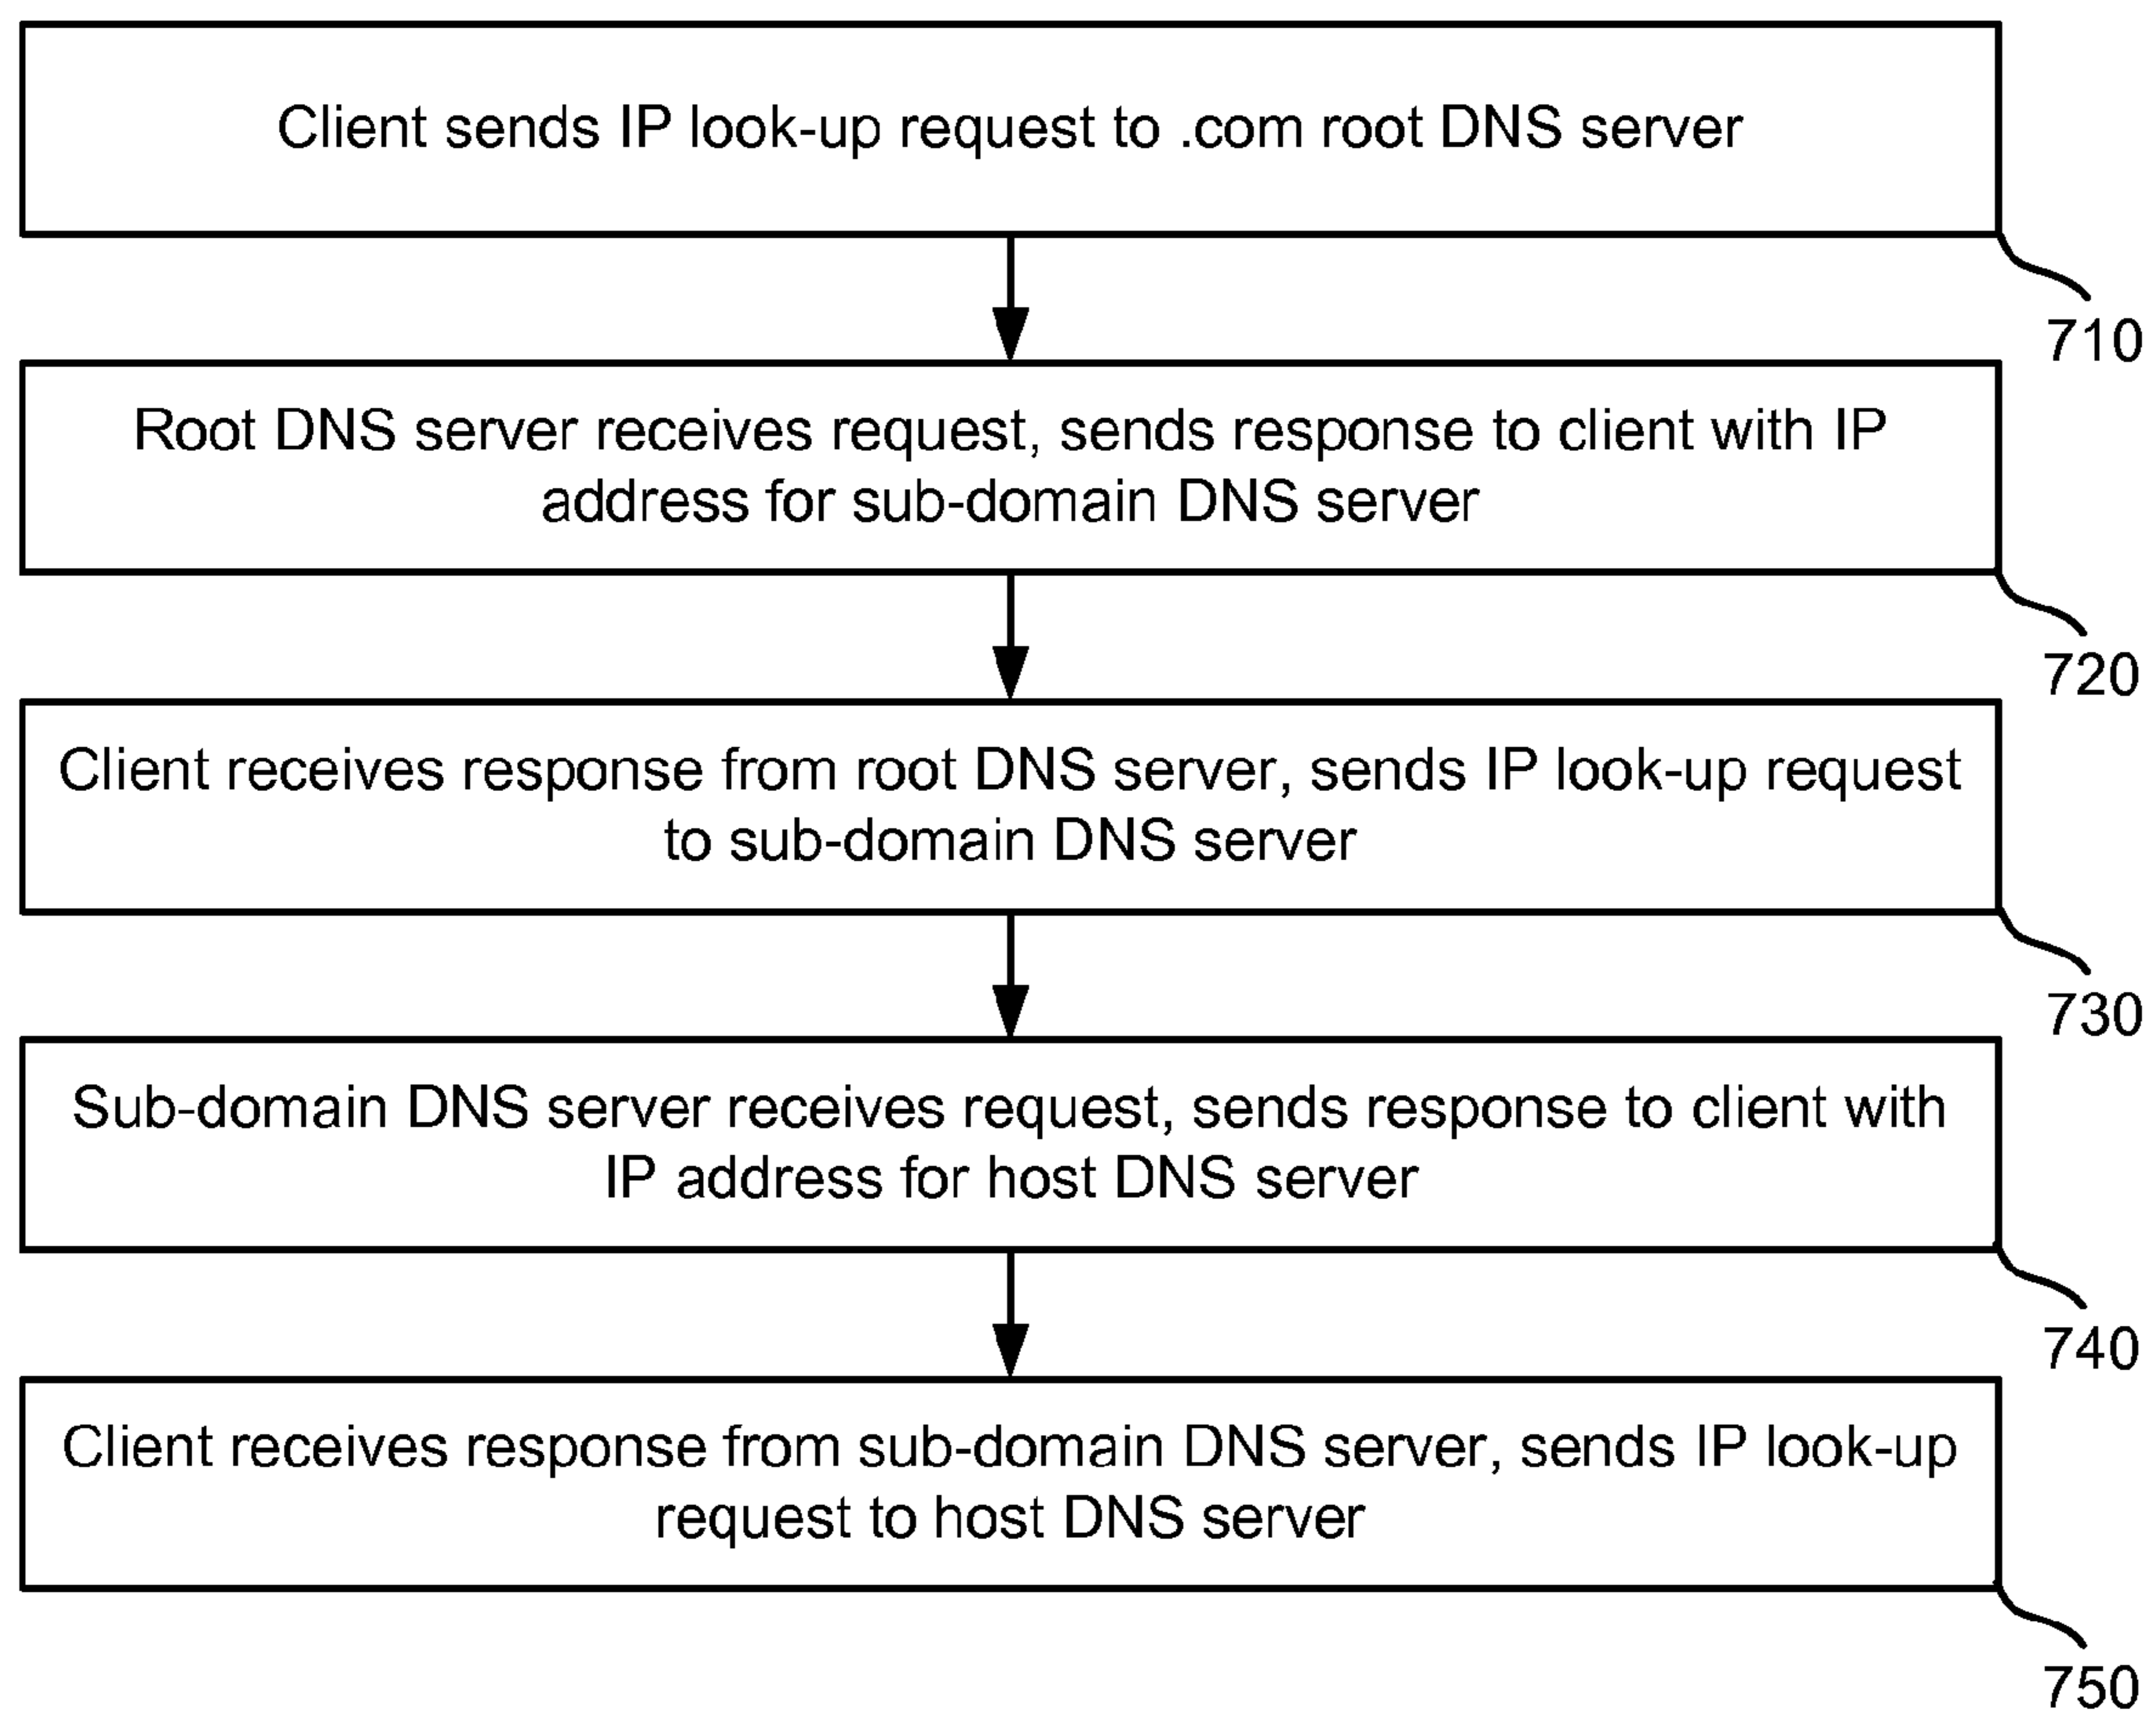 Client sends IP look-up request to .com root DNS server
710
Root DNS server receives request, sends response to client with IP
address for sub-domain DNS server
720
Client receives response from root DNS server, sends IP look-up request
to sub-domain DNS server
730
Sub-domain DNS server receives request, sends response to client with
IP address for host DNS server
740
Client receives response from sub-domain DNS server, sends IP look-up
request to host DNS server
750